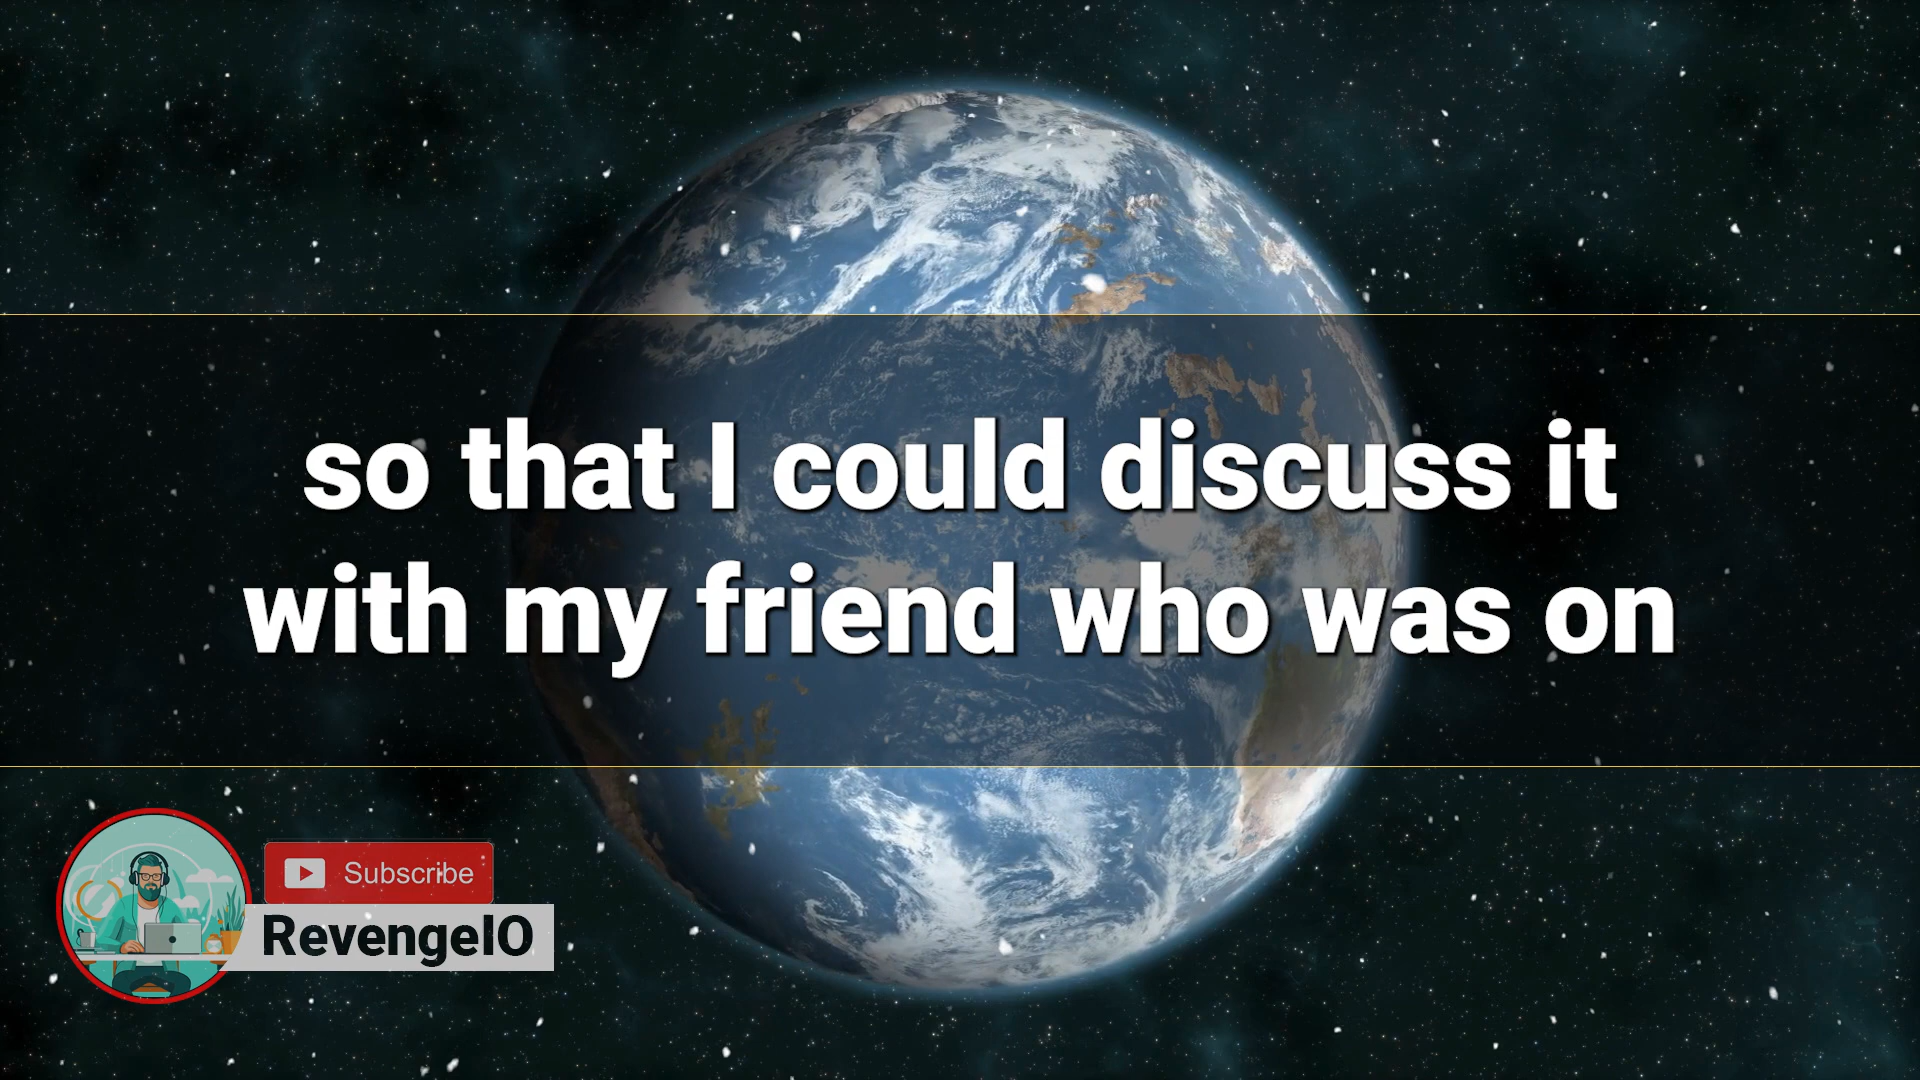 so that I could discuss it
with my friend who was on
Subscribe
RevengeIO